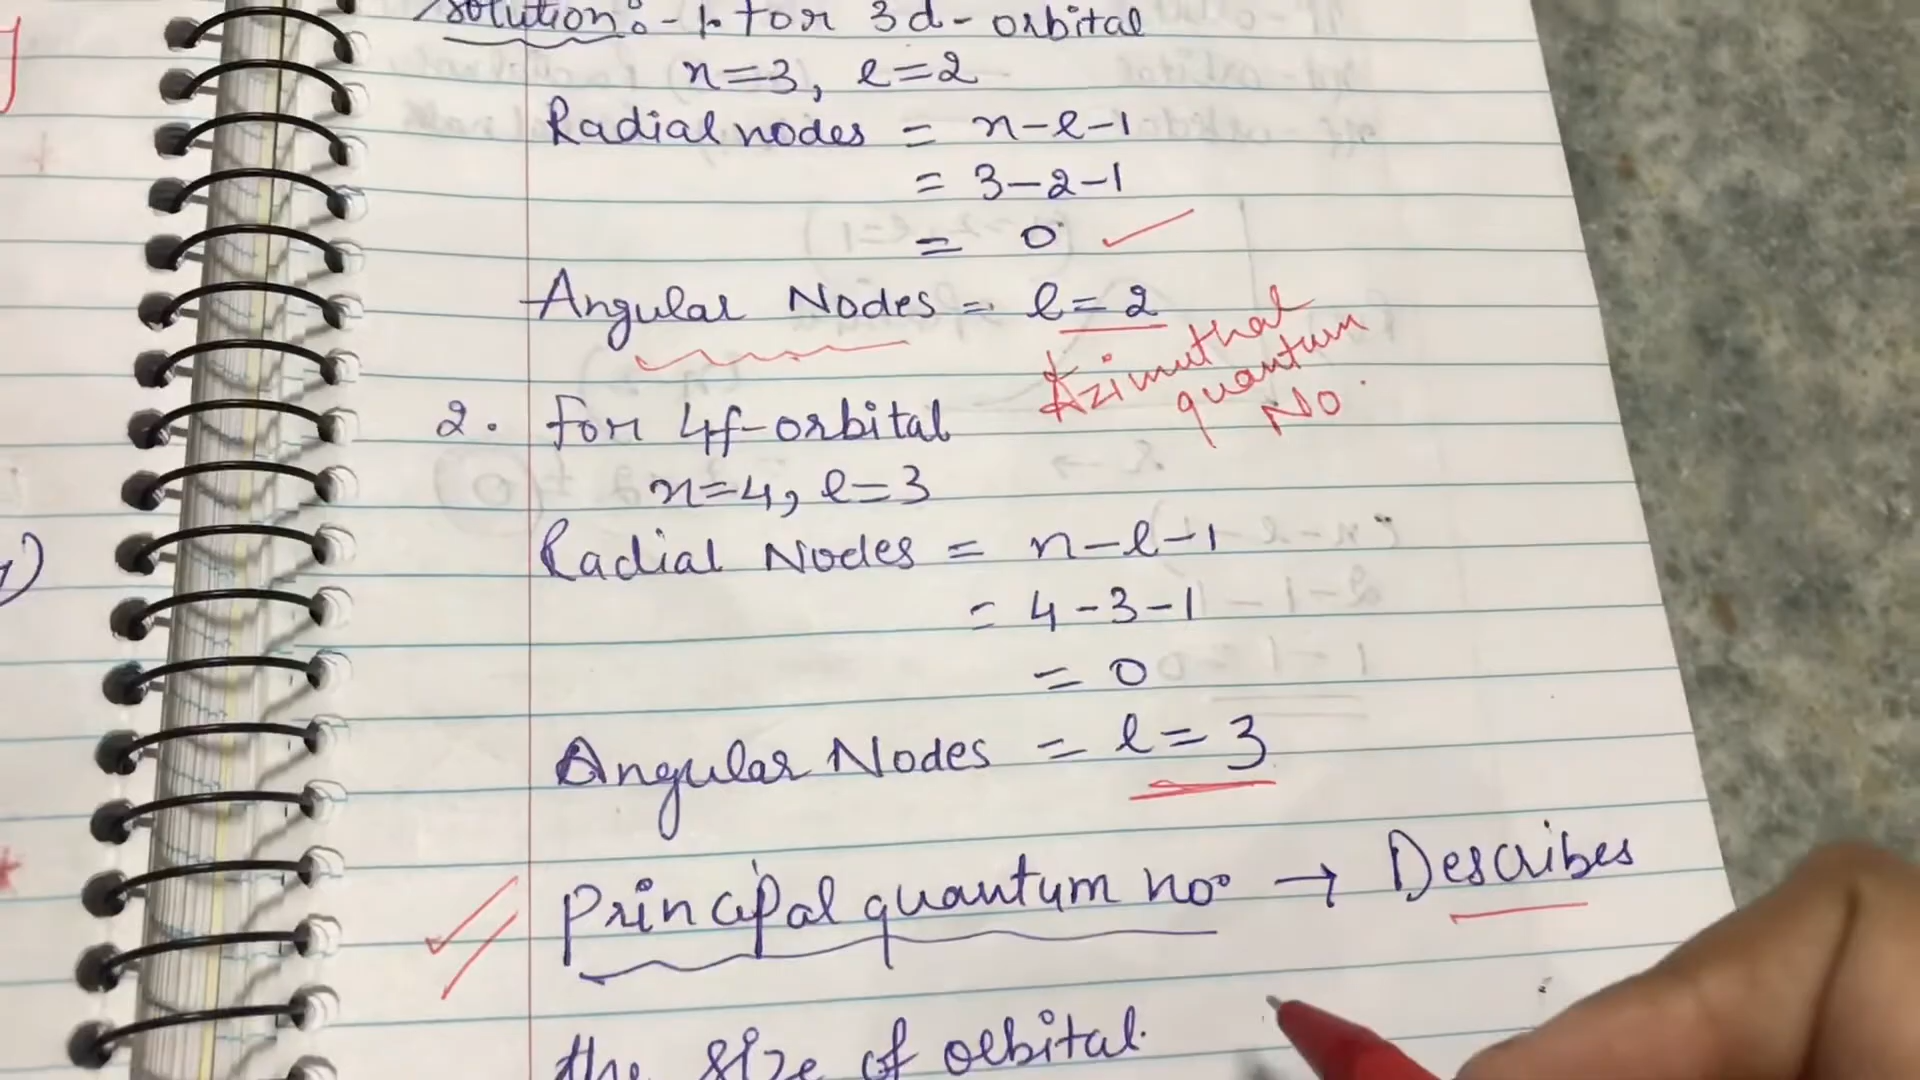 Solution:- 1. For 3d-orbital
n=3, l=2
Radial nodes = n-l-1
= 3-2-1
= 0
Angular Nodes = l=2
Azimuthal
quantum
No.
2. For 4f-orbital
n=4, l=3
Radial Nodes = n-l-1
= 4-3-1
= 0
Angular Nodes = l=3
Principal quantum no. → Describes
the size of orbital.